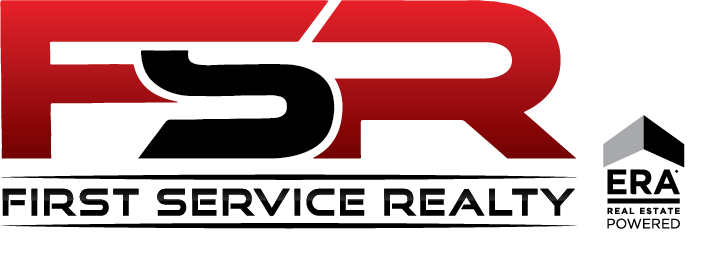 FSR
FIRST SERVICE REALTY
ERA®
REAL ESTATE
POWERED